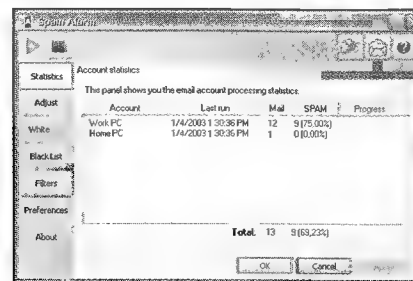 Spam Alarm
Statistics
Adjust
White
Black List
Filters
Preferences
About
Account statistics
This panel shows you the email account processing statistics.
Account Last run Mail SPAM Progress
Work PC 1/4/2003 1 30:36 PM 12 9 (75,00%)
Home PC 1/4/2003 1:30:36 PM 1 0 (0,00%)
Total. 13 9 (69,23%)
OK Cancel